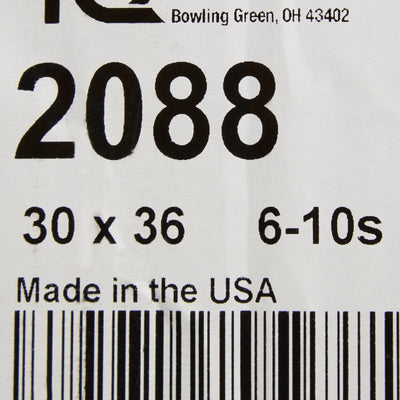 Bowling Green, OH 43402
2088
30 x 36 6-10s
Made in the USA